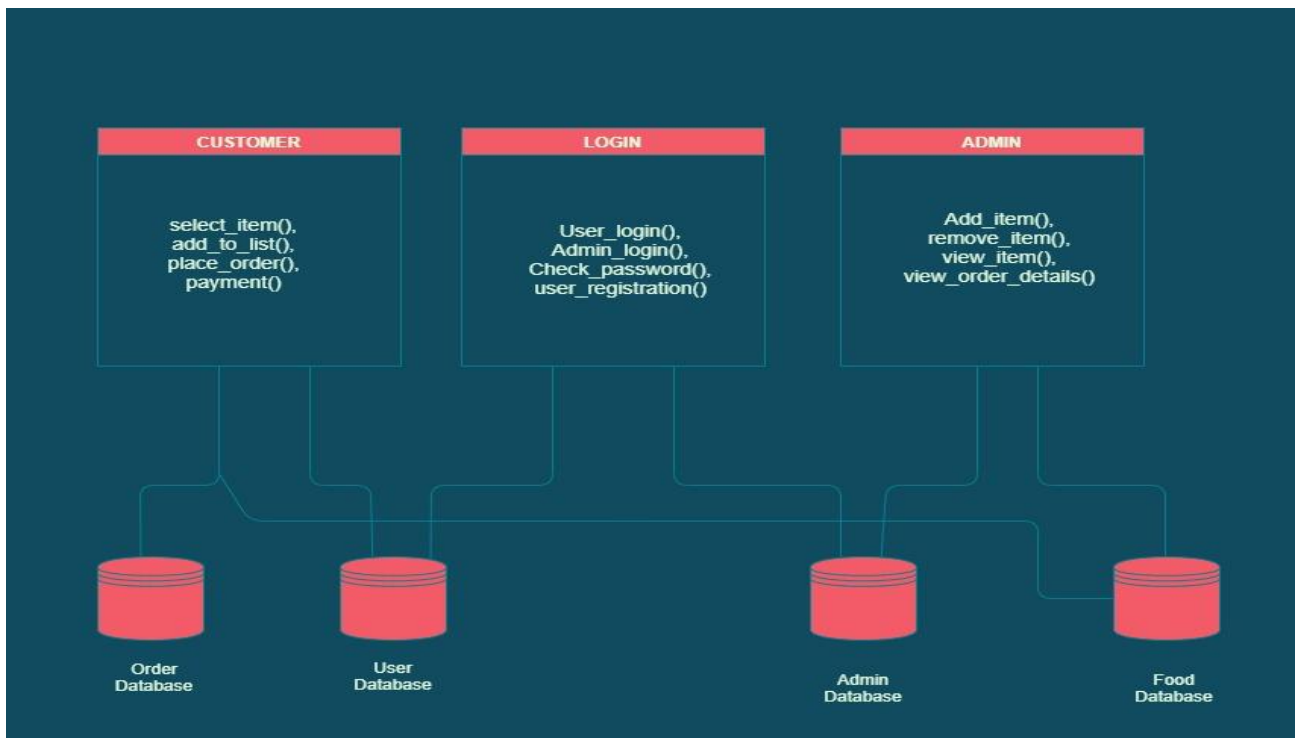 CUSTOMER
select_item(),
add_to_list(),
place_order(),
payment()
LOGIN
User_login(),
Admin_login(),
Check_password(),
user_registration()
ADMIN
Add_item(),
remove_item(),
view_item(),
view_order_details()
Order
Database
User
Database
Admin
Database
Food
Database